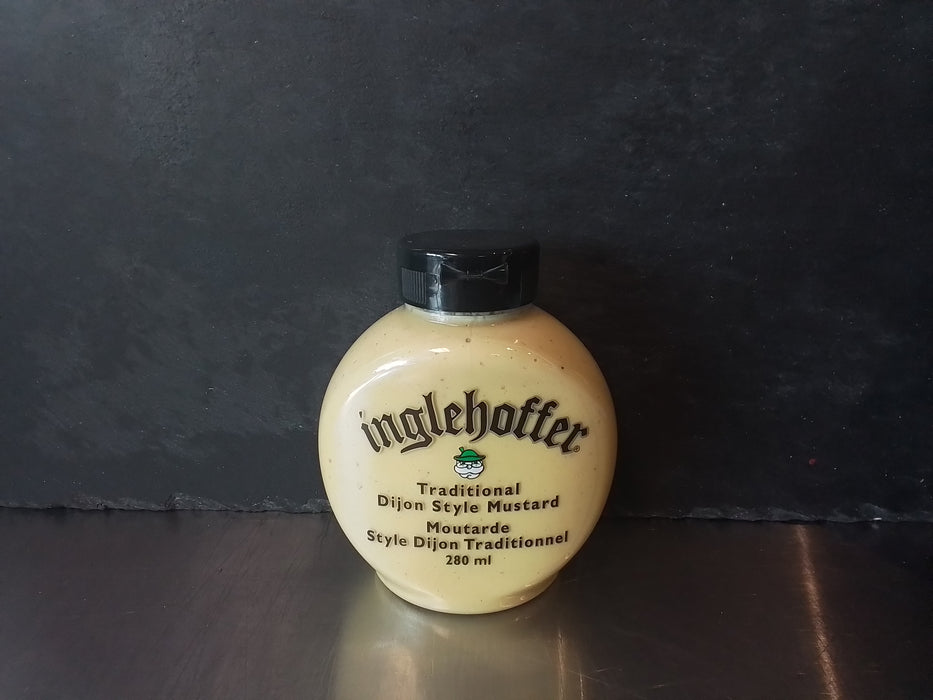 inglehoffer®
Traditional
Dijon Style Mustard
Moutarde
Style Dijon Traditionnel
280 ml